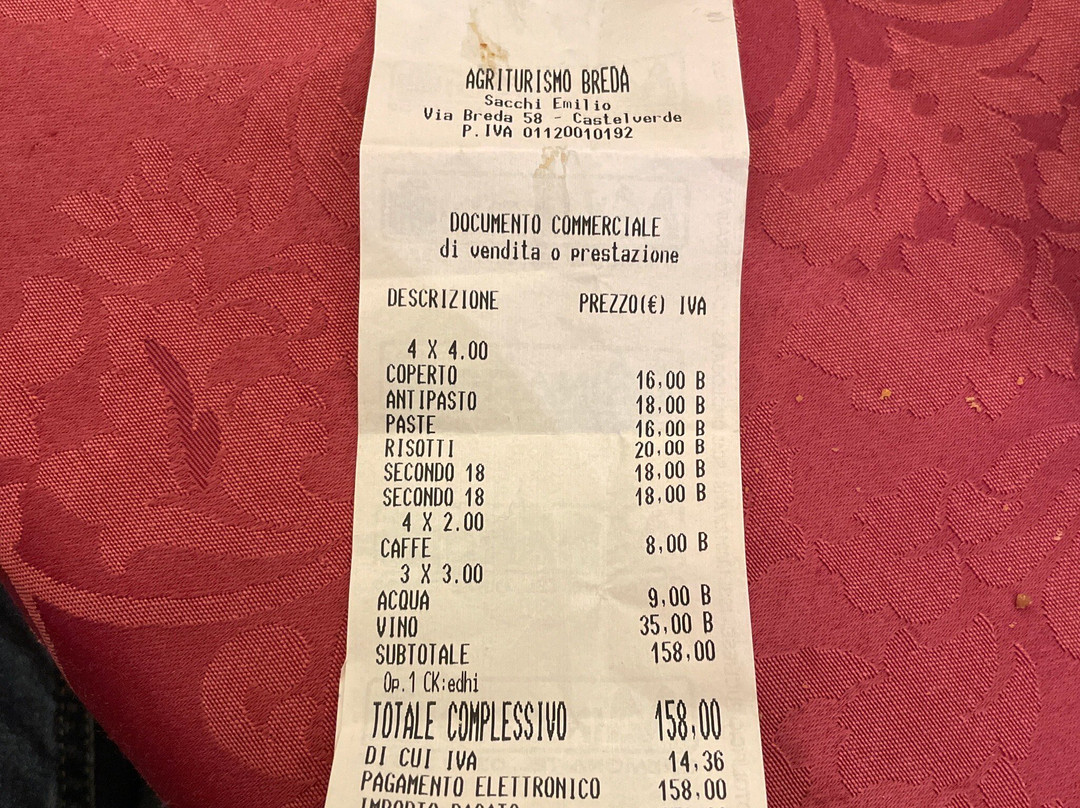 AGRITURISMO BREDA
Sacchi Emilio
Via Breda 58 - Castelverde
P.IVA 01120010192
DOCUMENTO COMMERCIALE
di vendita o prestazione
DESCRIZIONE PREZZO(€) IVA
4 X 4.00
COPERTO 16,00 B
ANTIPASTO 18,00 B
PASTE 16,00 B
RISOTTI 20,00 B
SECONDO 18 18,00 B
SECONDO 18 18,00 B
4 X 2.00
CAFFE 8,00 B
3 X 3.00
ACQUA 9,00 B
VINO 35,00 B
SUBTOTALE 158,00
Op.1 CK:edhi
TOTALE COMPLESSIVO 158,00
DI CUI IVA 14,36
PAGAMENTO ELETTRONICO 158,00
IMPORTO PAGATO